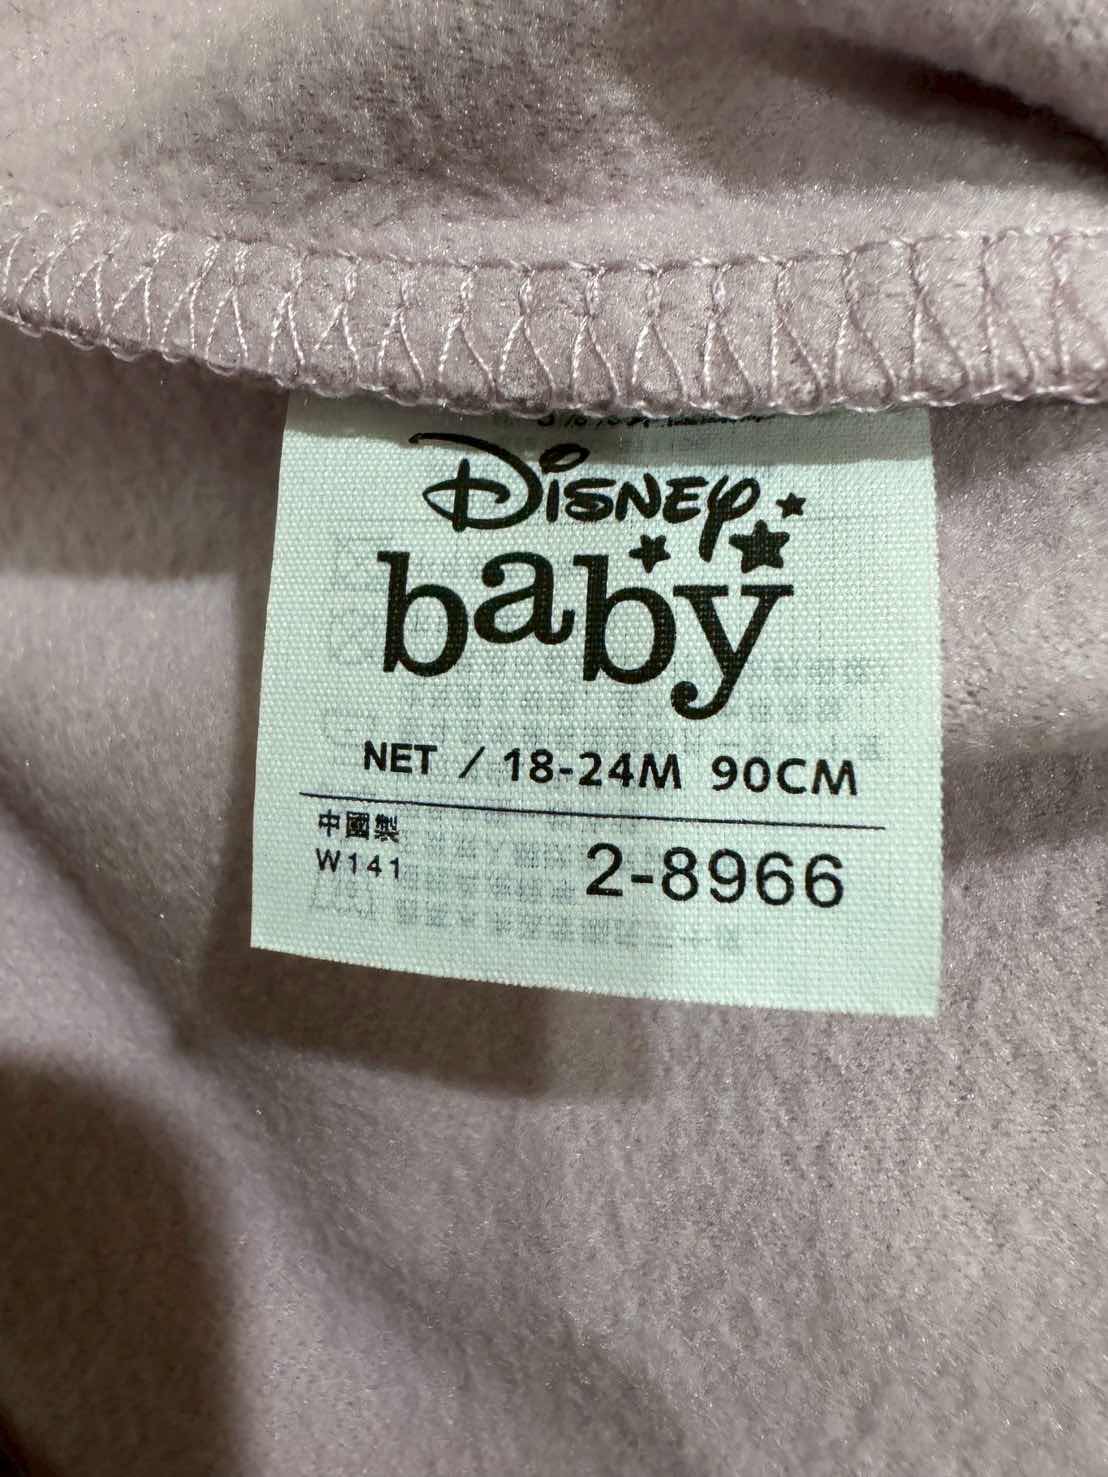 Disney
baby
NET / 18-24M 90CM
中國製
W141
2-8966